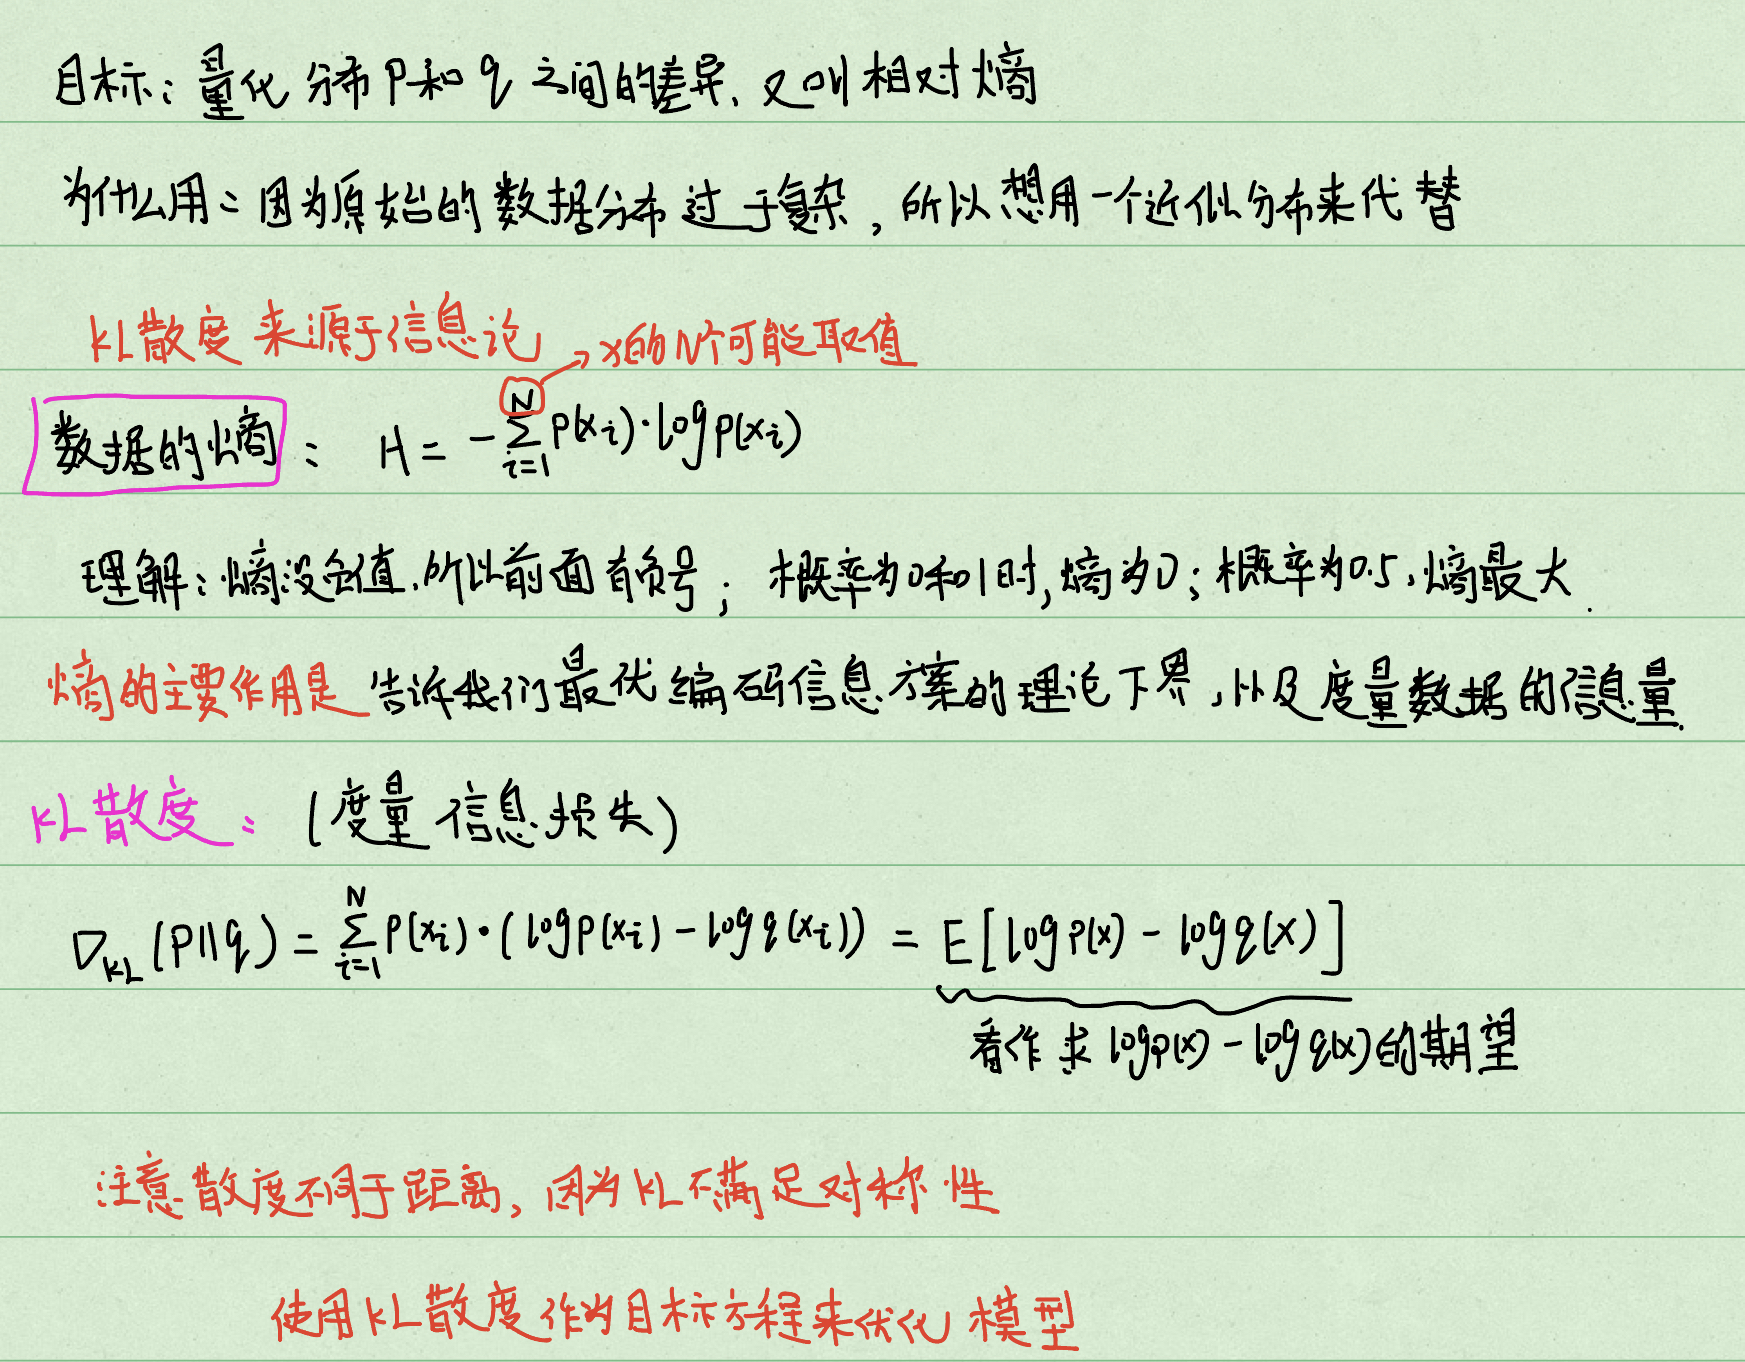 目标：量化分布p和q之间的差异，又叫相对熵
为什么用：因为原始的数据分布过于复杂，所以想用一个近似分布来代替
KL散度来源于信息论
x的N个可能取值
数据的熵： H = -∑_{i=1}^{N} p(x_i)·log p(x_i)
理解：熵没负值，所以前面有负号；概率为0和1时，熵为0；概率为0.5，熵最大.
熵的主要作用是告诉我们最优编码信息方案的理论下界，以及度量数据的信息量.
KL散度：（度量信息损失）
D_{KL}(p||q) = ∑_{i=1}^{N} p(x_i)·(log p(x_i) - log q(x_i)) = E[log p(x) - log q(x)]
看作求 log p(x) - log q(x) 的期望
注意散度不同于距离，因为KL不满足对称性
使用KL散度作为目标方程来优化模型